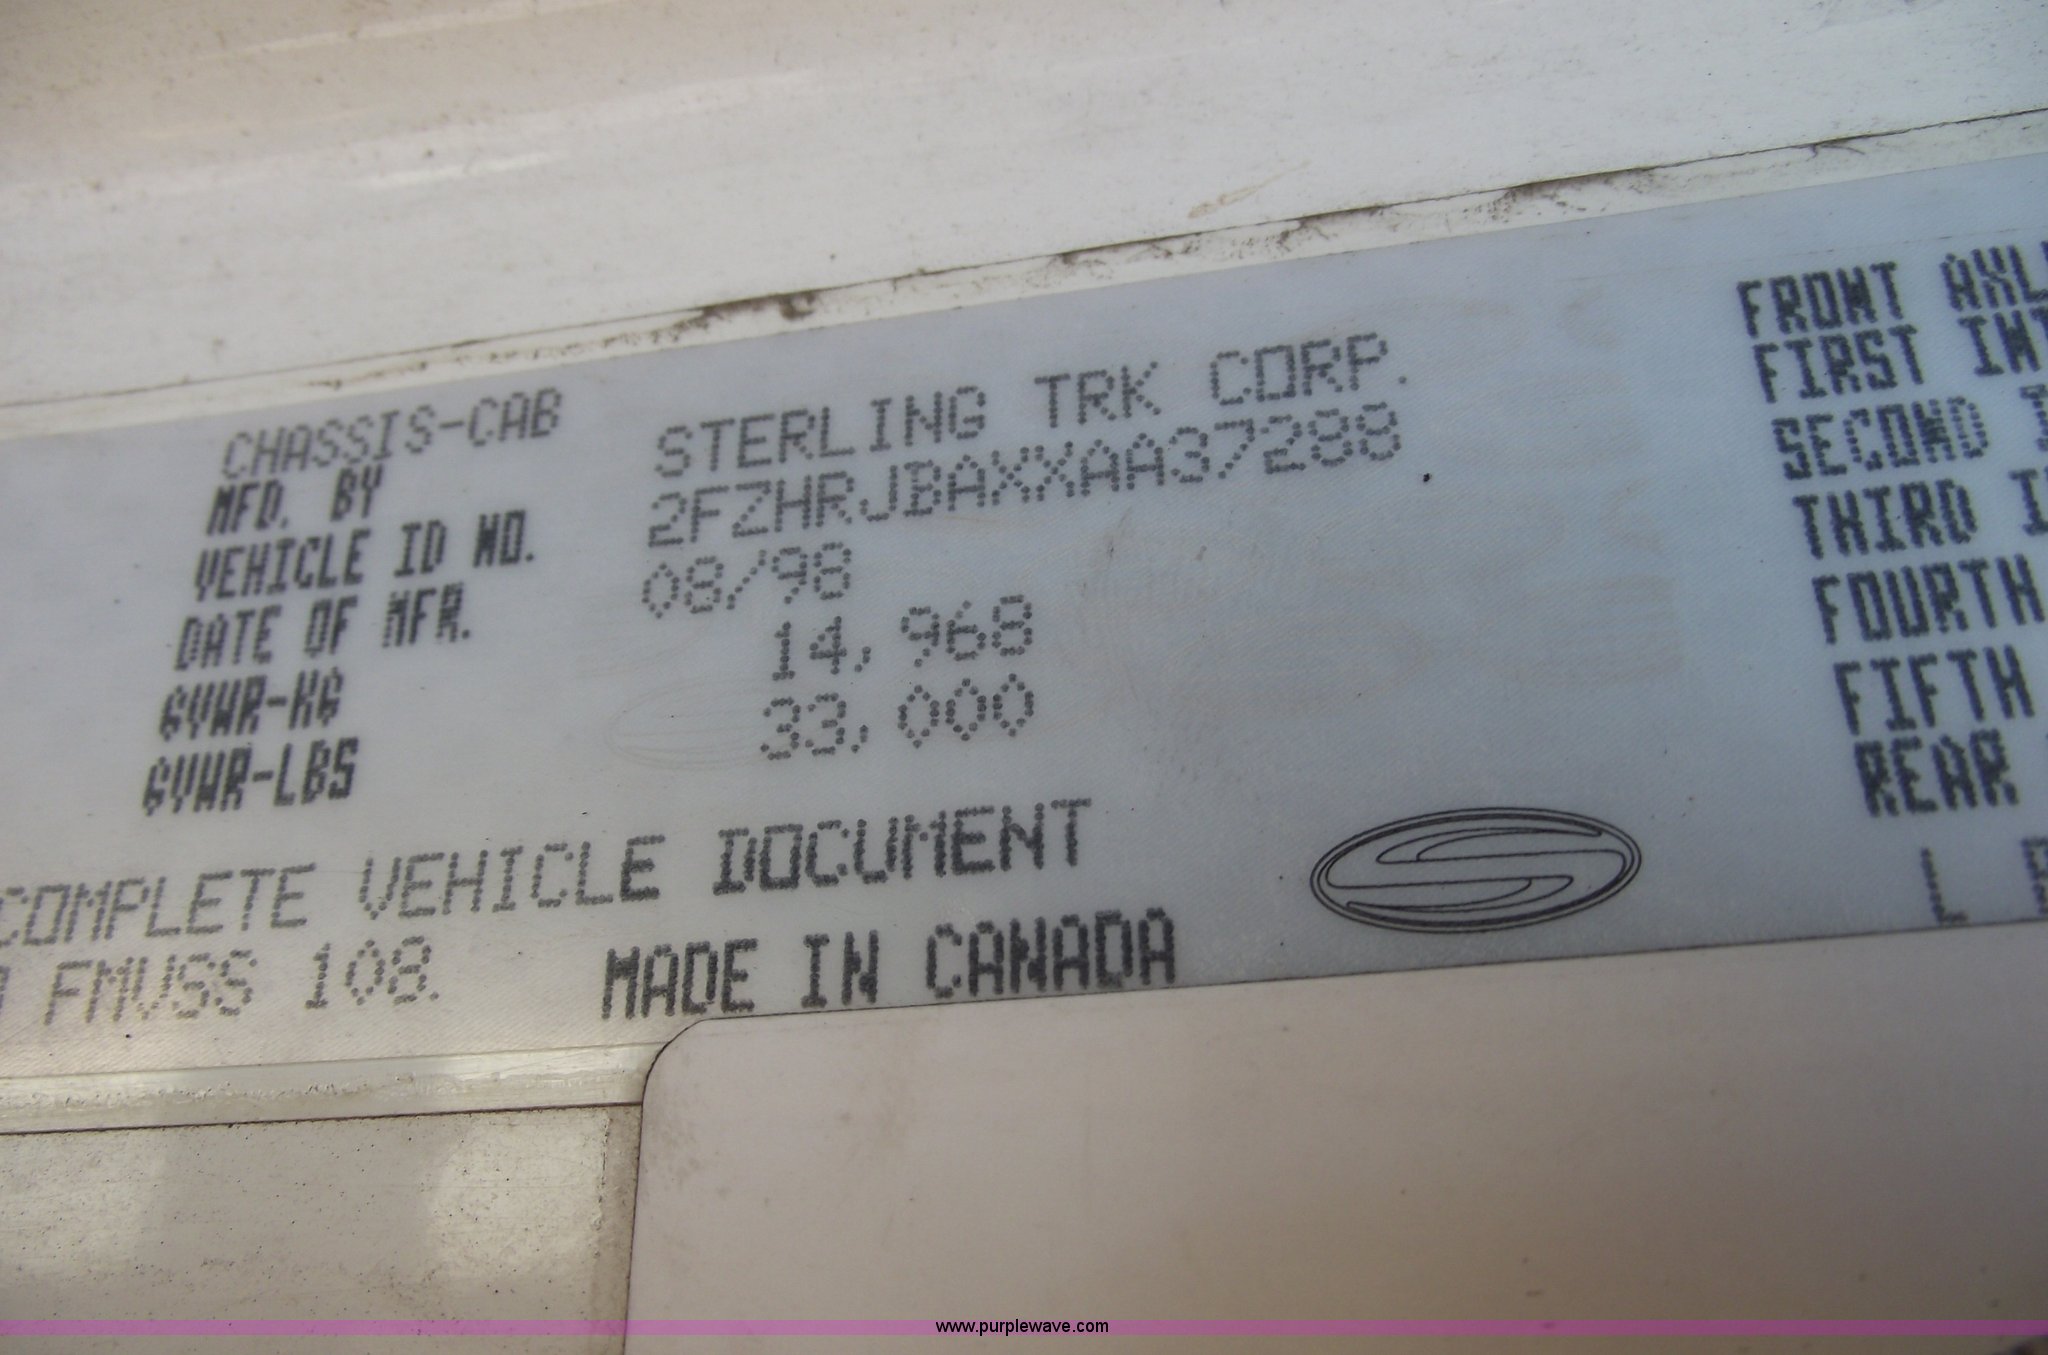 CHASSIS-CAB
MFD. BY STERLING TRK CORP.
VEHICLE ID NO. 2FZHRJBAXXAA37288
DATE OF MFR. 08/98
GVWR-KG 14,968
GVWR-LBS 33,000
COMPLETE VEHICLE DOCUMENT
FMVSS 108.
MADE IN CANADA
FRONT AXL
FIRST INT
SECOND
THIRD I
FOURTH
FIFTH
REAR
L
www.purplewave.com